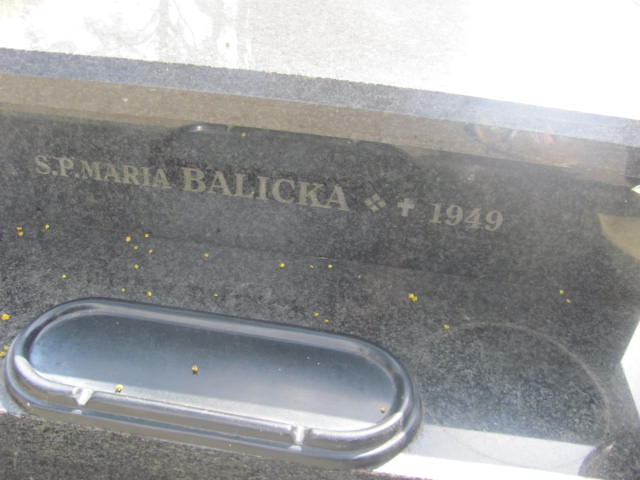 S.P.MARIA BALICKA ❖ ✝ 1949